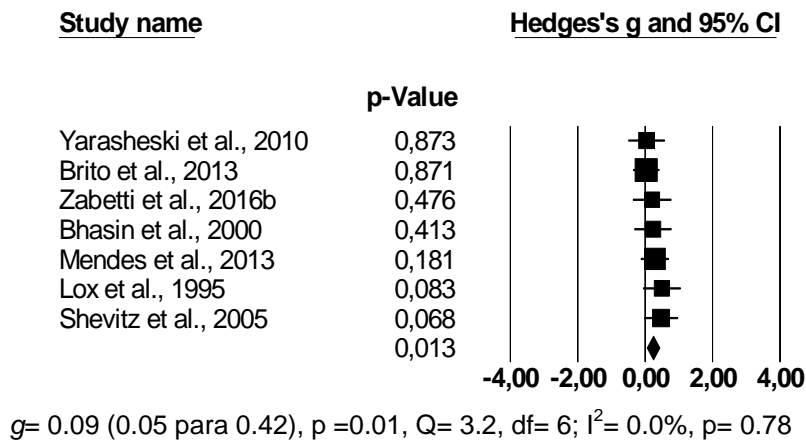 Study name Hedges's g and 95% CI
p-Value
Yarasheski et al., 2010 0,873
Brito et al., 2013 0,871
Zabetti et al., 2016b 0,476
Bhasin et al., 2000 0,413
Mendes et al., 2013 0,181
Lox et al., 1995 0,083
Shevitz et al., 2005 0,068
0,013
-4,00 -2,00 0,00 2,00 4,00
g= 0.09 (0.05 para 0.42), p =0.01, Q= 3.2, df= 6; I²= 0.0%, p= 0.78